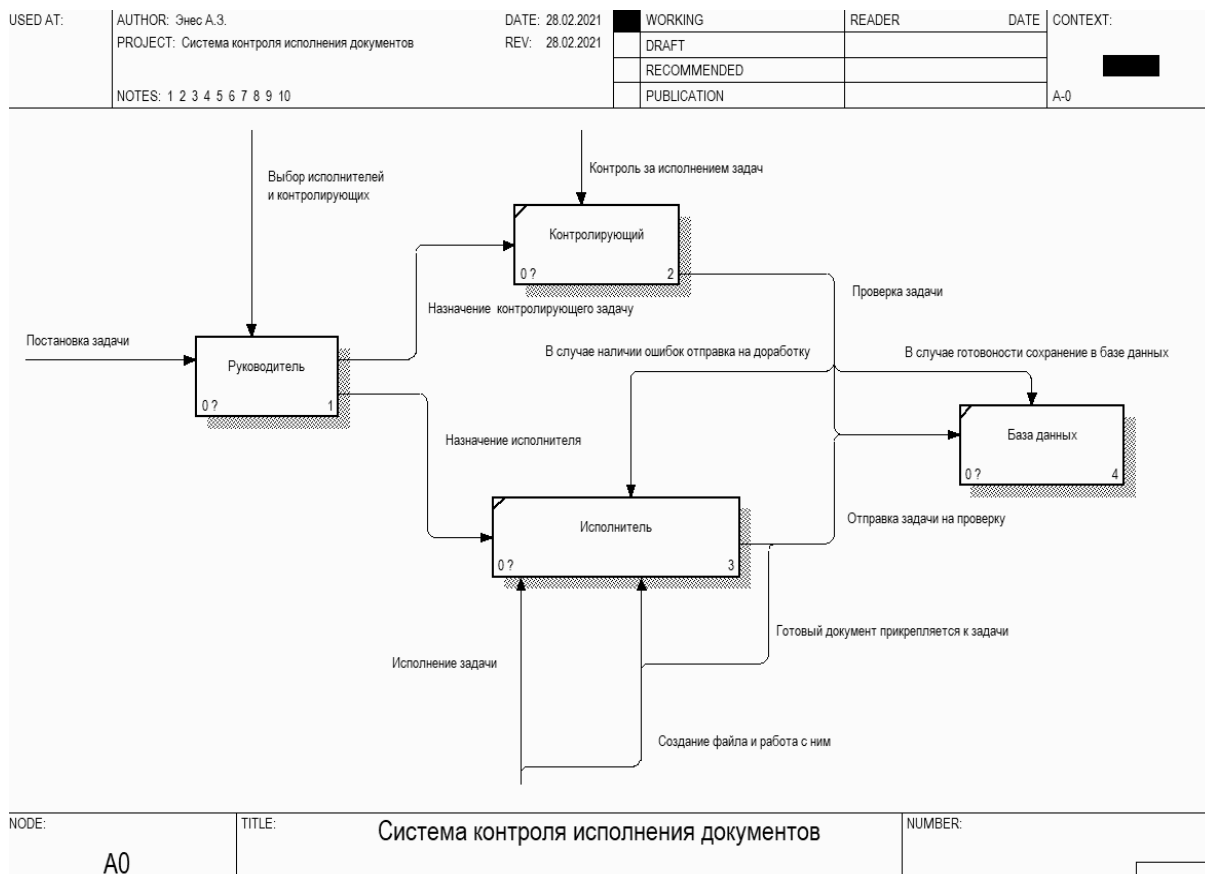 USED AT:
AUTHOR: Энес А.З.
DATE: 28.02.2021
WORKING
READER
DATE
CONTEXT:
PROJECT: Система контроля исполнения документов
REV: 28.02.2021
DRAFT
RECOMMENDED
NOTES: 1 2 3 4 5 6 7 8 9 10
PUBLICATION
A-0
Выбор исполнителей
и контролирующих
Контроль за исполнением задач
Контролирующий
0 ?
2
Проверка задачи
Назначение контролирующего задачу
Постановка задачи
Руководитель
0 ?
1
В случае наличии ошибок отправка на доработку
В случае готовоности сохранение в базе данных
Назначение исполнителя
База данных
0 ?
4
Исполнитель
0 ?
3
Отправка задачи на проверку
Готовый документ прикрепляется к задачи
Исполнение задачи
Создание файла и работа с ним
NODE:
TITLE:
Система контроля исполнения документов
NUMBER:
A0